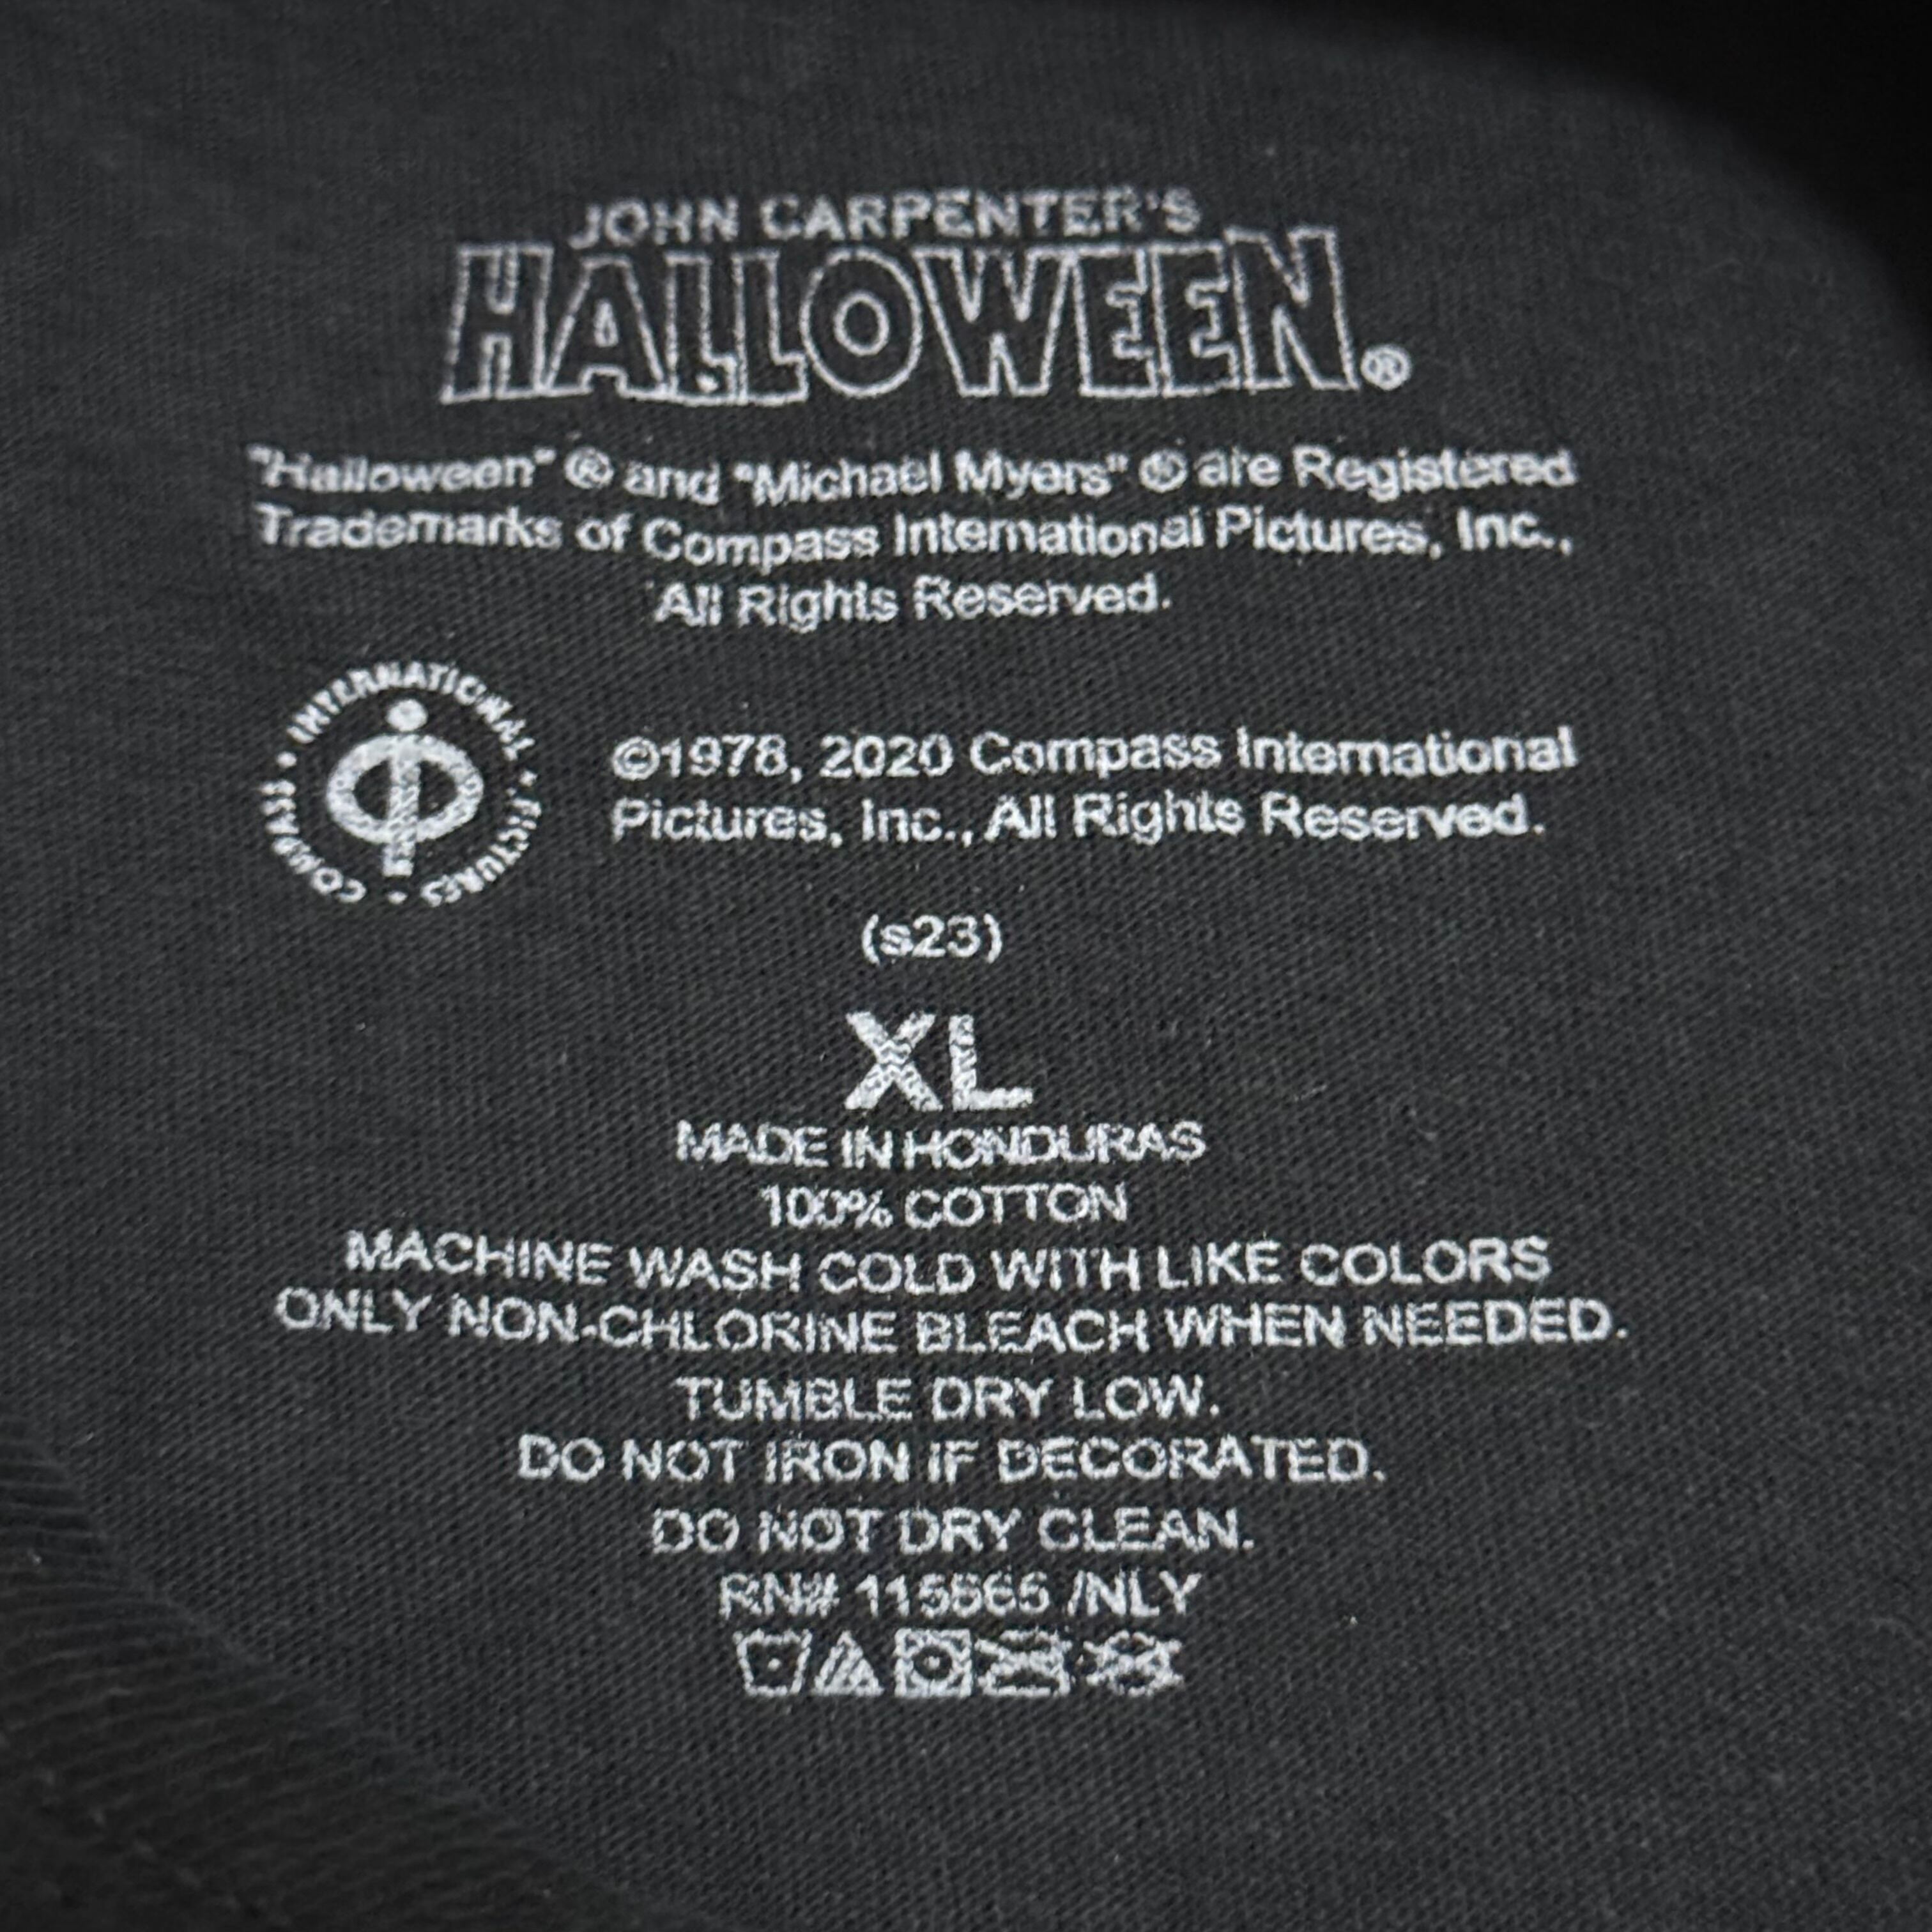 JOHN CARPENTER'S
HALLOWEEN®
"Halloween" ® and "Michael Myers" ® are Registered
Trademarks of Compass International Pictures, Inc.,
All Rights Reserved.
COMPASS • INTERNATIONAL • PICTURES •
©1978, 2020 Compass International
Pictures, Inc., All Rights Reserved.
(s23)
XL
MADE IN HONDURAS
100% COTTON
MACHINE WASH COLD WITH LIKE COLORS
ONLY NON-CHLORINE BLEACH WHEN NEEDED.
TUMBLE DRY LOW.
DO NOT IRON IF DECORATED.
DO NOT DRY CLEAN.
RN# /NLY